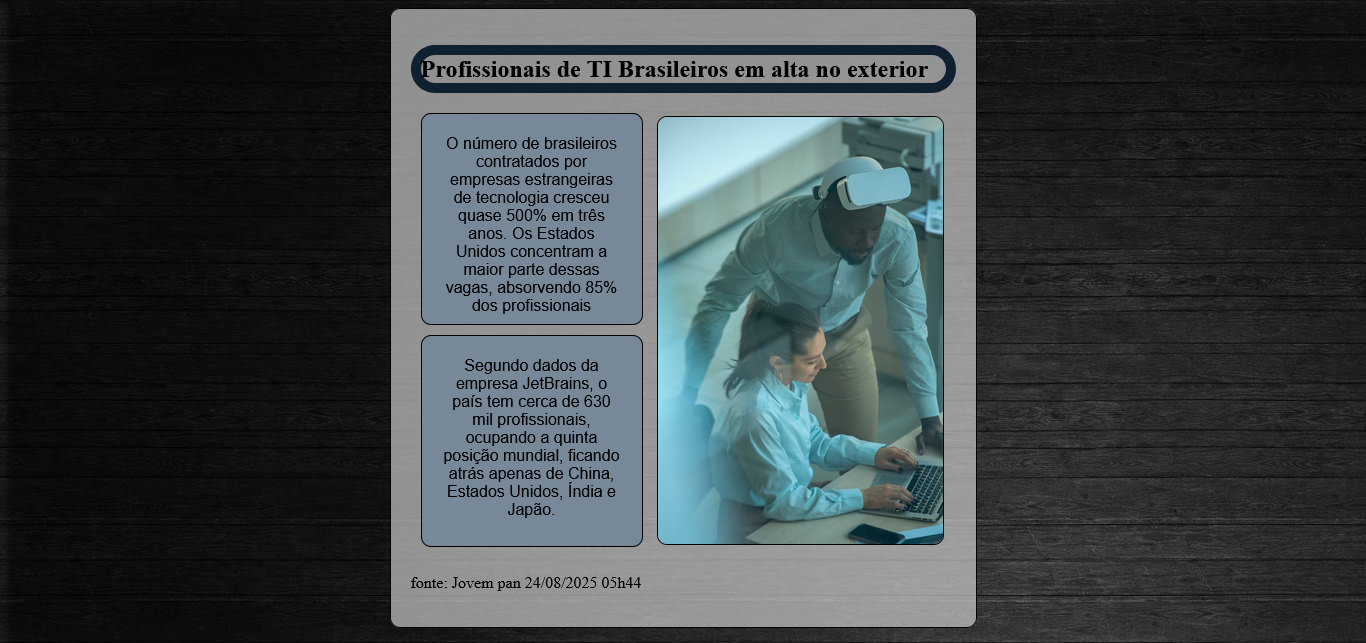 Profissionais de TI Brasileiros em alta no exterior
O número de brasileiros
contratados por
empresas estrangeiras
de tecnologia cresceu
quase 500% em três
anos. Os Estados
Unidos concentram a
maior parte dessas
vagas, absorvendo 85%
dos profissionais
Segundo dados da
empresa JetBrains, o
país tem cerca de 630
mil profissionais,
ocupando a quinta
posição mundial, ficando
atrás apenas de China,
Estados Unidos, Índia e
Japão.
fonte: Jovem pan 24/08/2025 05h44